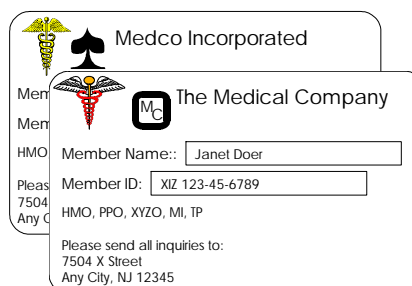 Medco Incorporated
Mem
Mem
HMO
Pleas
7504
Any C
MC
The Medical Company
Member Name:: Janet Doer
Member ID: XIZ 123-45-6789
HMO, PPO, XYZO, MI, TP
Please send all inquiries to:
7504 X Street
Any City, NJ 12345